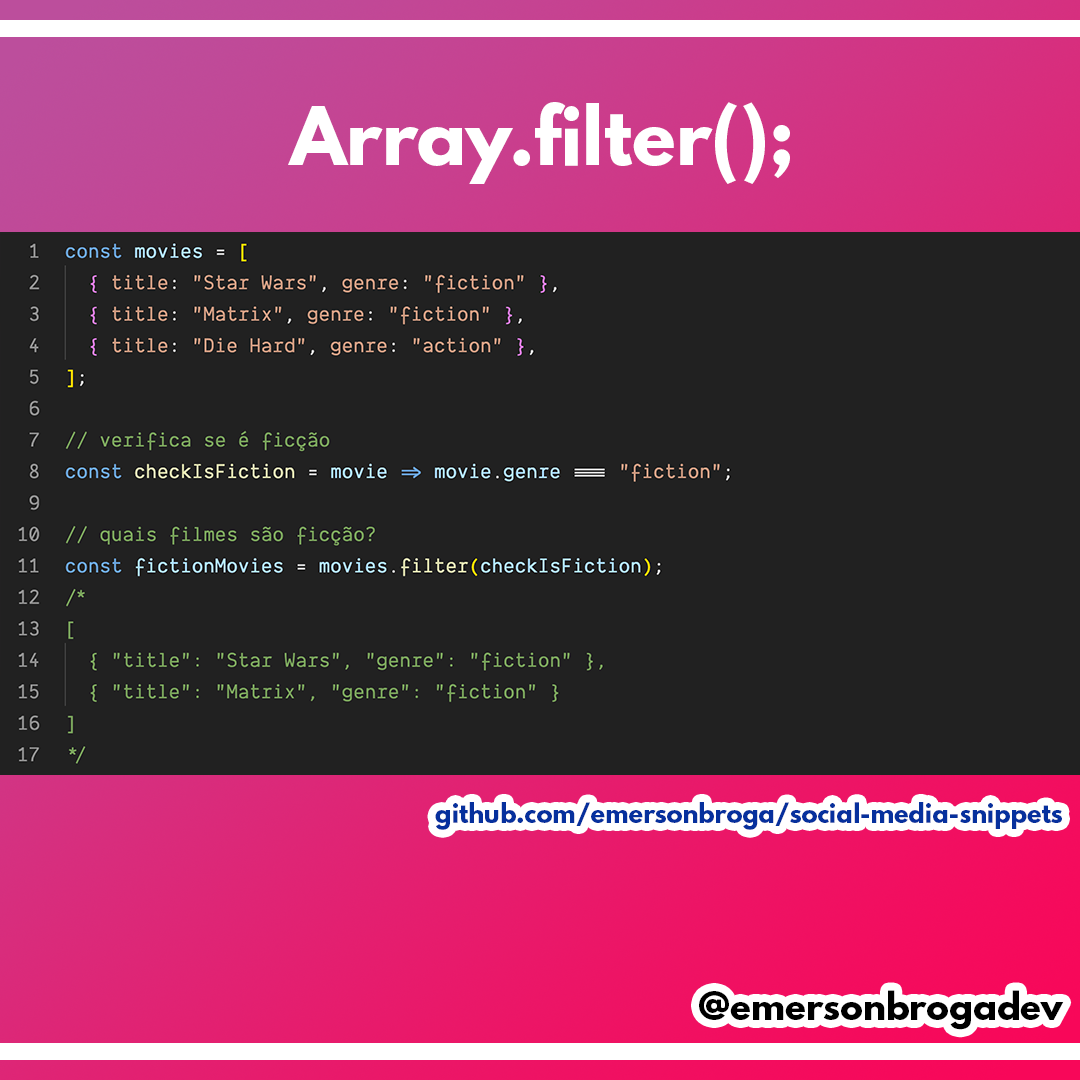 Array.filter();
1 const movies = [
2   { title: "Star Wars", genre: "fiction" },
3   { title: "Matrix", genre: "fiction" },
4   { title: "Die Hard", genre: "action" },
5 ];
6
7 // verifica se é ficção
8 const checkIsFiction = movie => movie.genre === "fiction";
9
10 // quais filmes são ficção?
11 const fictionMovies = movies.filter(checkIsFiction);
12 /*
13 [
14   { "title": "Star Wars", "genre": "fiction" },
15   { "title": "Matrix", "genre": "fiction" }
16 ]
17 */
github.com/emersonbroga/social-media-snippets
@emersonbrogadev